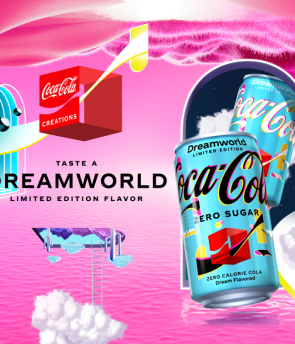 Coca-Cola
CREATIONS
TASTE A
DREAMWORLD
LIMITED EDITION FLAVOR
Dreamworld
LIMITED EDITION
Coca-Cola
ZERO SUGAR
ZERO CALORIE COLA
Dream Flavored